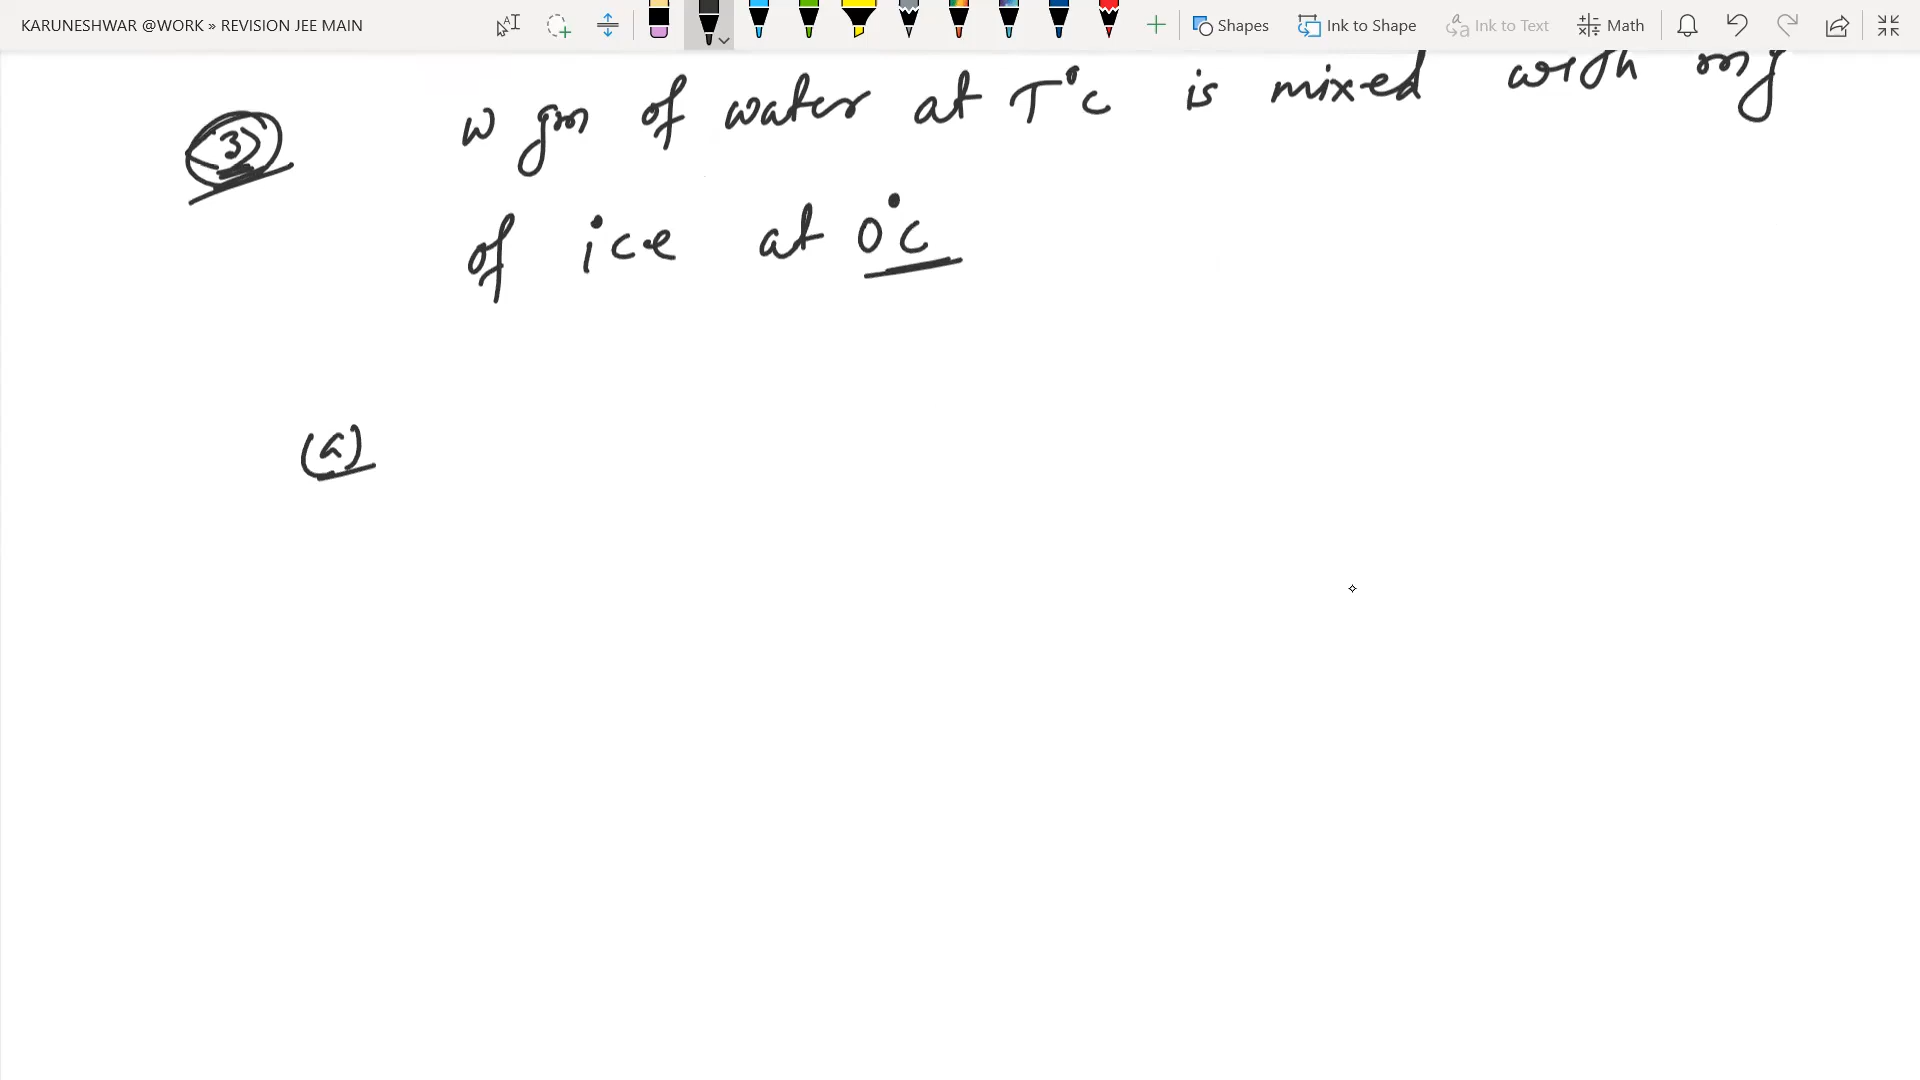 KARUNESHWAR @WORK » REVISION JEE MAIN Shapes Ink to Shape Ink to Text Math
(3) w gm of water at T°C is mixed with mg
of ice at 0°C
(a)